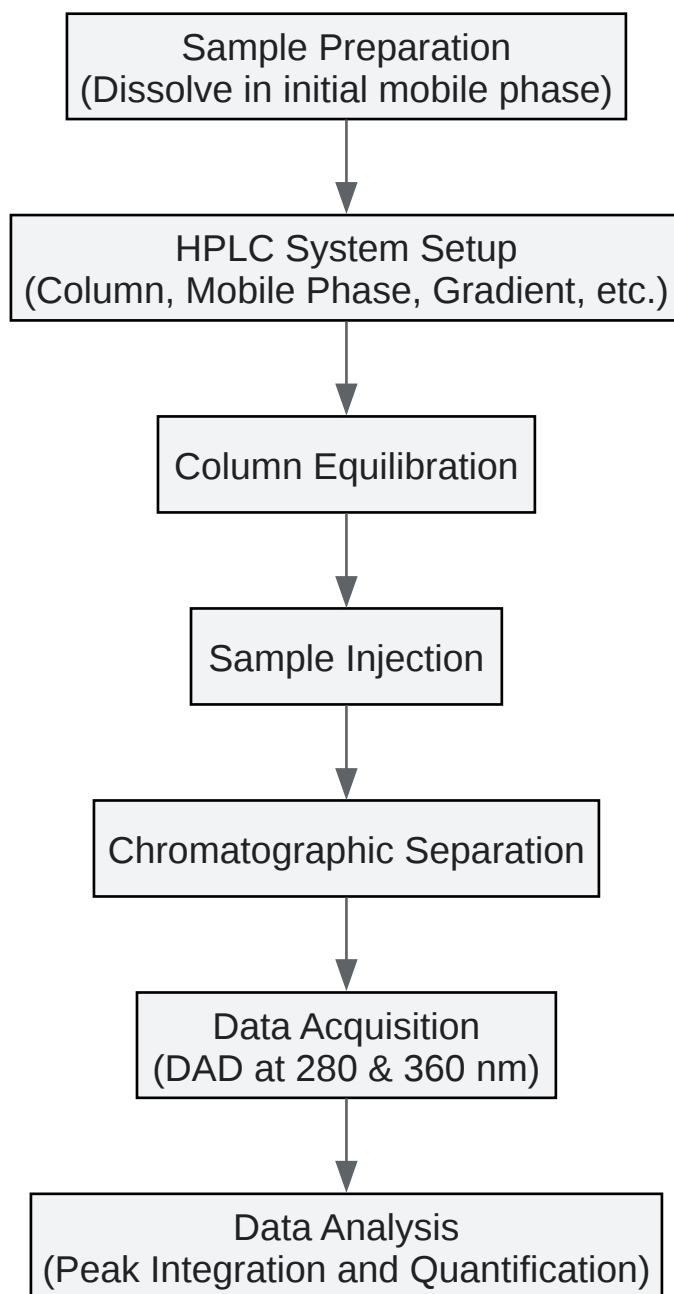 Sample Preparation
(Dissolve in initial mobile phase)
HPLC System Setup
(Column, Mobile Phase, Gradient, etc.)
Column Equilibration
Sample Injection
Chromatographic Separation
Data Acquisition
(DAD at 280 & 360 nm)
Data Analysis
(Peak Integration and Quantification)